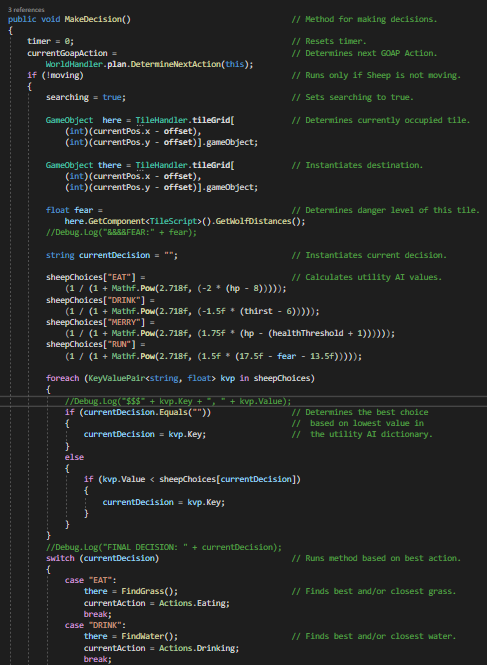 3 references
public void MakeDecision() // Method for making decisions.
{
timer = 0; // Resets timer.
currentGoapAction = // Determines next GOAP Action.
WorldHandler.plan.DetermineNextAction(this);
if (!moving) // Runs only if Sheep is not moving.
{
searching = true; // Sets searching to true.
GameObject here = TileHandler.tileGrid[ // Determines currently occupied tile.
(int)(currentPos.x - offset),
(int)(currentPos.y - offset)].gameObject;
GameObject there = TileHandler.tileGrid[ // Instantiates destination.
(int)(currentPos.x - offset),
(int)(currentPos.y - offset)].gameObject;
float fear = // Determines danger level of this tile.
here.GetComponent<TileScript>().GetWolfDistances();
//Debug.Log("&&&&FEAR:" + fear);
string currentDecision = ""; // Instantiates current decision.
sheepChoices["EAT"] = // Calculates utility AI values.
(1 / (1 + Mathf.Pow(2.718f, (-2 * (hp - 8)))));
sheepChoices["DRINK"] =
(1 / (1 + Mathf.Pow(2.718f, (-1.5f * (thirst - 6)))));
sheepChoices["MERRY"] =
(1 / (1 + Mathf.Pow(2.718f, (1.75f * (hp - (healthThreshold + 1))))));
sheepChoices["RUN"] =
(1 / (1 + Mathf.Pow(2.718f, (1.5f * (17.5f - fear - 13.5f)))));
foreach (KeyValuePair<string, float> kvp in sheepChoices)
{
//Debug.Log("$$$" + kvp.Key + ", " + kvp.Value);
if (currentDecision.Equals("")) // Determines the best choice
{ // based on lowest value in
currentDecision = kvp.Key; // the utility AI dictionary.
}
else
{
if (kvp.Value < sheepChoices[currentDecision])
{
currentDecision = kvp.Key;
}
}
}
//Debug.Log("FINAL DECISION: " + currentDecision);
switch (currentDecision) // Runs method based on best action.
{
case "EAT":
there = FindGrass(); // Finds best and/or closest grass.
currentAction = Actions.Eating;
break;
case "DRINK":
there = FindWater(); // Finds best and/or closest water.
currentAction = Actions.Drinking;
break;